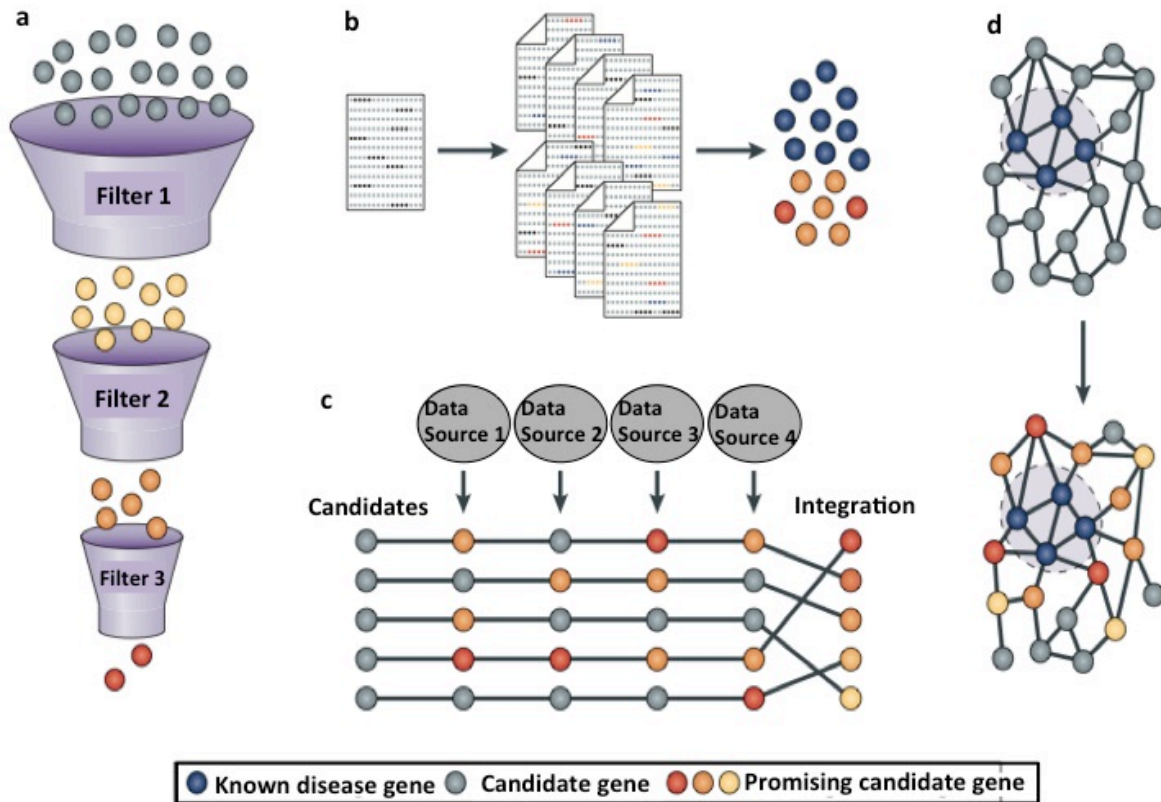 a
b
d
Filter 1
Filter 2
Filter 3
c
Data
Source 1
Data
Source 2
Data
Source 3
Data
Source 4
Candidates
Integration
Known disease gene
Candidate gene
Promising candidate gene